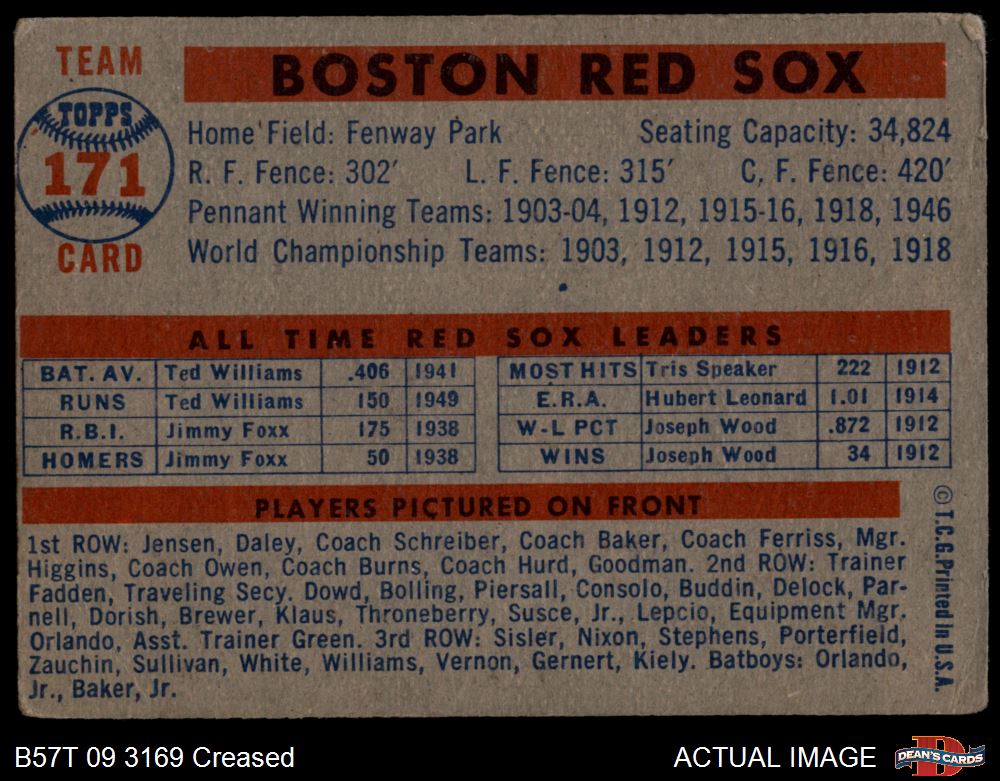 TEAM
TOPPS
171
CARD
BOSTON RED SOX
Home Field: Fenway Park Seating Capacity: 34,824
R. F. Fence: 302′ L. F. Fence: 315′ C. F. Fence: 420′
Pennant Winning Teams: 1903-04, 1912, 1915-16, 1918, 1946
World Championship Teams: 1903, 1912, 1915, 1916, 1918
ALL TIME RED SOX LEADERS
BAT. AV. Ted Williams .406 1941
RUNS Ted Williams 150 1949
R.B.I. Jimmy Foxx 175 1938
HOMERS Jimmy Foxx 50 1938
MOST HITS Tris Speaker 222 1912
E.R.A. Hubert Leonard 1.01 1914
W-L PCT Joseph Wood .872 1912
WINS Joseph Wood 34 1912
PLAYERS PICTURED ON FRONT
1st ROW: Jensen, Daley, Coach Schreiber, Coach Baker, Coach Ferriss, Mgr.
Higgins, Coach Owen, Coach Burns, Coach Hurd, Goodman. 2nd ROW: Trainer
Fadden, Traveling Secy. Dowd, Bolling, Piersall, Consolo, Buddin, Delock, Par-
nell, Dorish, Brewer, Klaus, Throneberry, Susce, Jr., Lepcio, Equipment Mgr.
Orlando, Asst. Trainer Green. 3rd ROW: Sisler, Nixon, Stephens, Porterfield,
Zauchin, Sullivan, White, Williams, Vernon, Gernert, Kiely. Batboys: Orlando,
Jr., Baker, Jr.
© T.C.G. Printed in U.S.A.
B57T 09 3169 Creased
ACTUAL IMAGE
D
DEAN'S CARDS